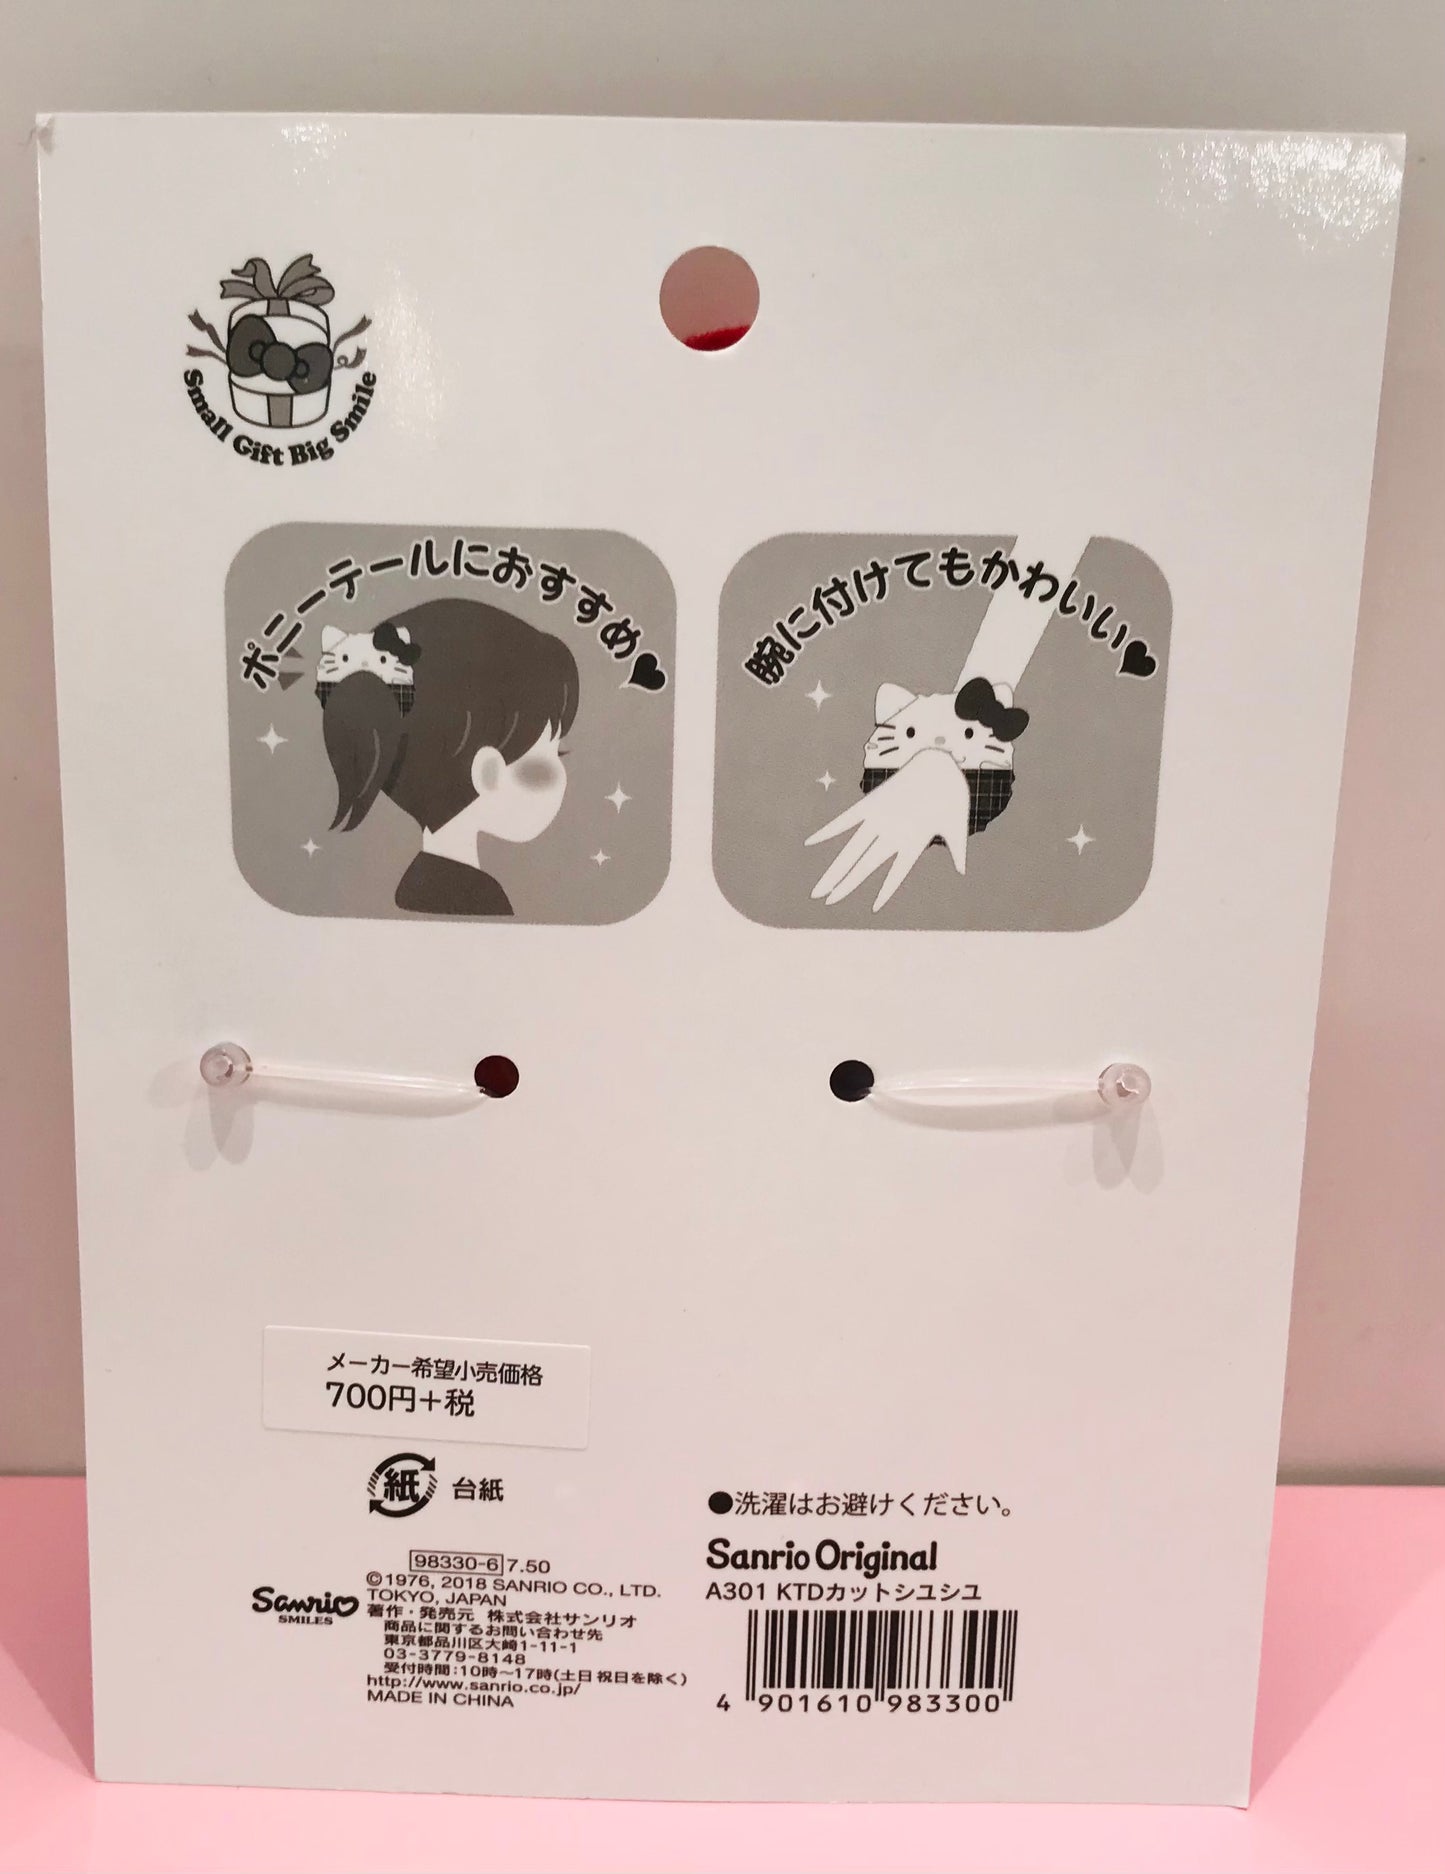 Small Gift Big Smile
ポニーテールにおすすめ♥
腕に付けてもかわいい♥
メーカー希望小売価格
700円+税
紙 台紙
98330-6 7.50
©1976, 2018 SANRIO CO., LTD.
TOKYO, JAPAN
Sanrio
SMILES
著作・発売元 株式会社サンリオ
商品に関するお問い合わせ先
東京都品川区大崎1-11-1
03-3779-8148
受付時間:10時〜17時(土日祝日を除く)
http://www.sanrio.co.jp/
MADE IN CHINA
●洗濯はお避けください。
Sanrio Original
A301 KTDカットシユシユ
4 901610 983300